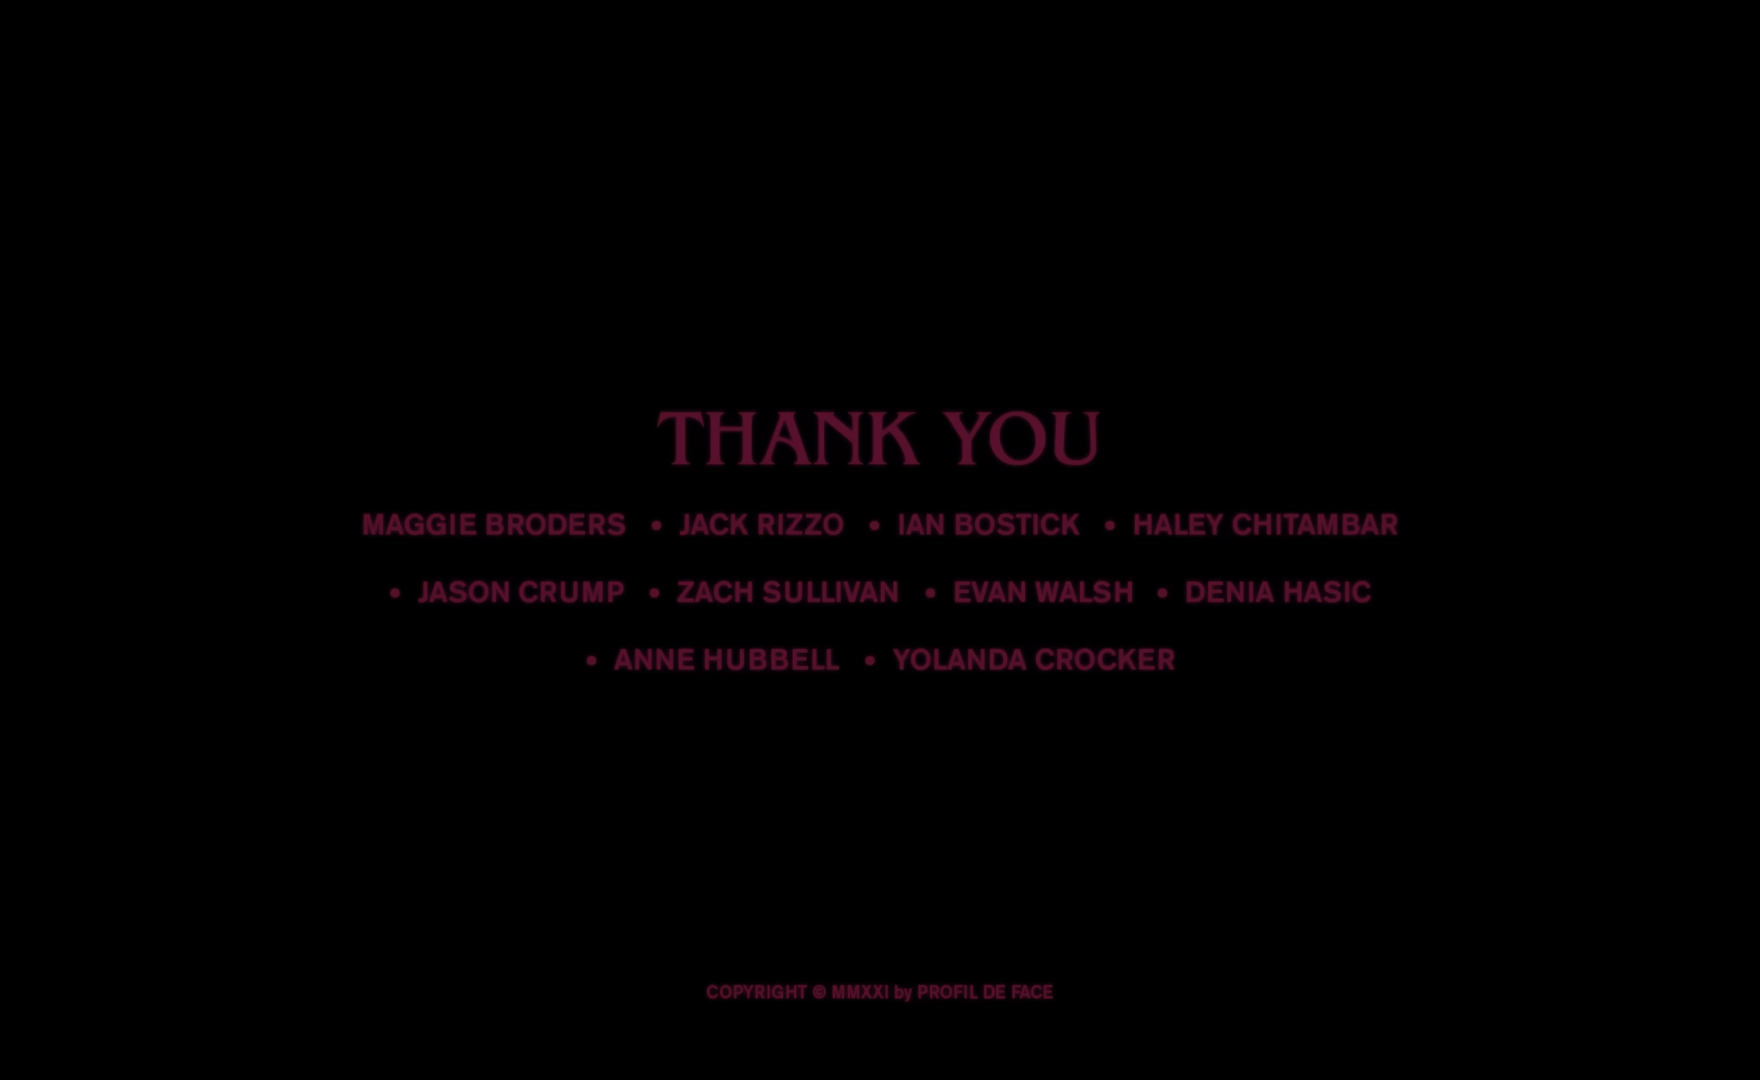 THANK YOU
MAGGIE BRODERS • JACK RIZZO • IAN BOSTICK • HALEY CHITAMBAR
• JASON CRUMP • ZACH SULLIVAN • EVAN WALSH • DENIA HASIC
• ANNE HUBBELL • YOLANDA CROCKER
COPYRIGHT © MMXXI by PROFIL DE FACE